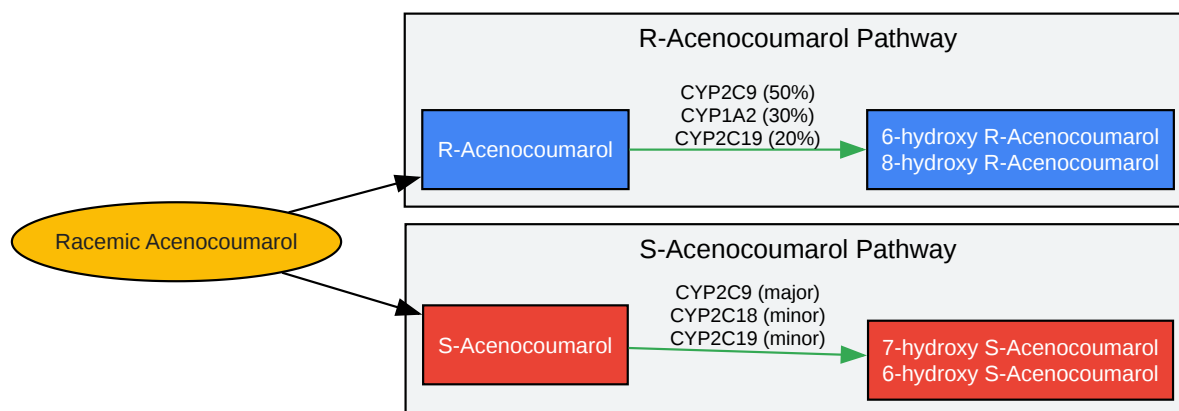 R-Acenocoumarol Pathway
CYP2C9 (50%)
CYP1A2 (30%)
CYP2C19 (20%)
R-Acenocoumarol
6-hydroxy R-Acenocoumarol
8-hydroxy R-Acenocoumarol
Racemic Acenocoumarol
S-Acenocoumarol Pathway
CYP2C9 (major)
CYP2C18 (minor)
CYP2C19 (minor)
S-Acenocoumarol
7-hydroxy S-Acenocoumarol
6-hydroxy S-Acenocoumarol